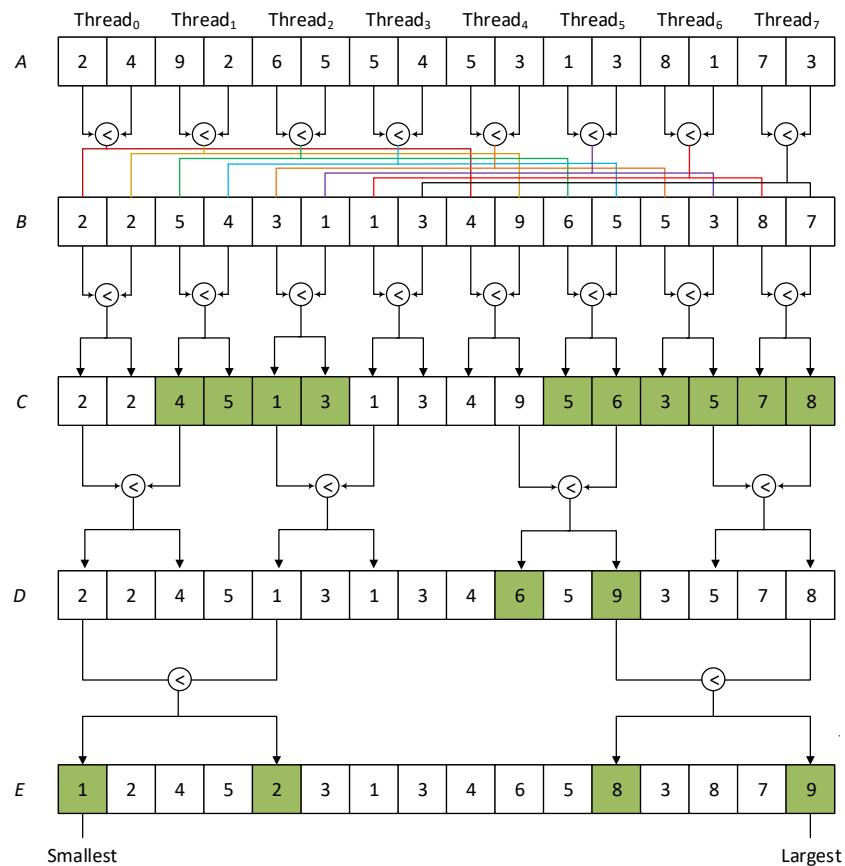 Thread0 Thread1 Thread2 Thread3 Thread4 Thread5 Thread6 Thread7
A 2 4 9 2 6 5 5 4 5 3 1 3 8 1 7 3
< < < < < < < <
B 2 2 5 4 3 1 1 3 4 9 6 5 5 3 8 7
< < < < < < < <
C 2 2 4 5 1 3 1 3 4 9 5 6 3 5 7 8
< < < <
D 2 2 4 5 1 3 1 3 4 6 5 9 3 5 7 8
< <
E 1 2 4 5 2 3 1 3 4 6 5 8 3 8 7 9
Smallest Largest